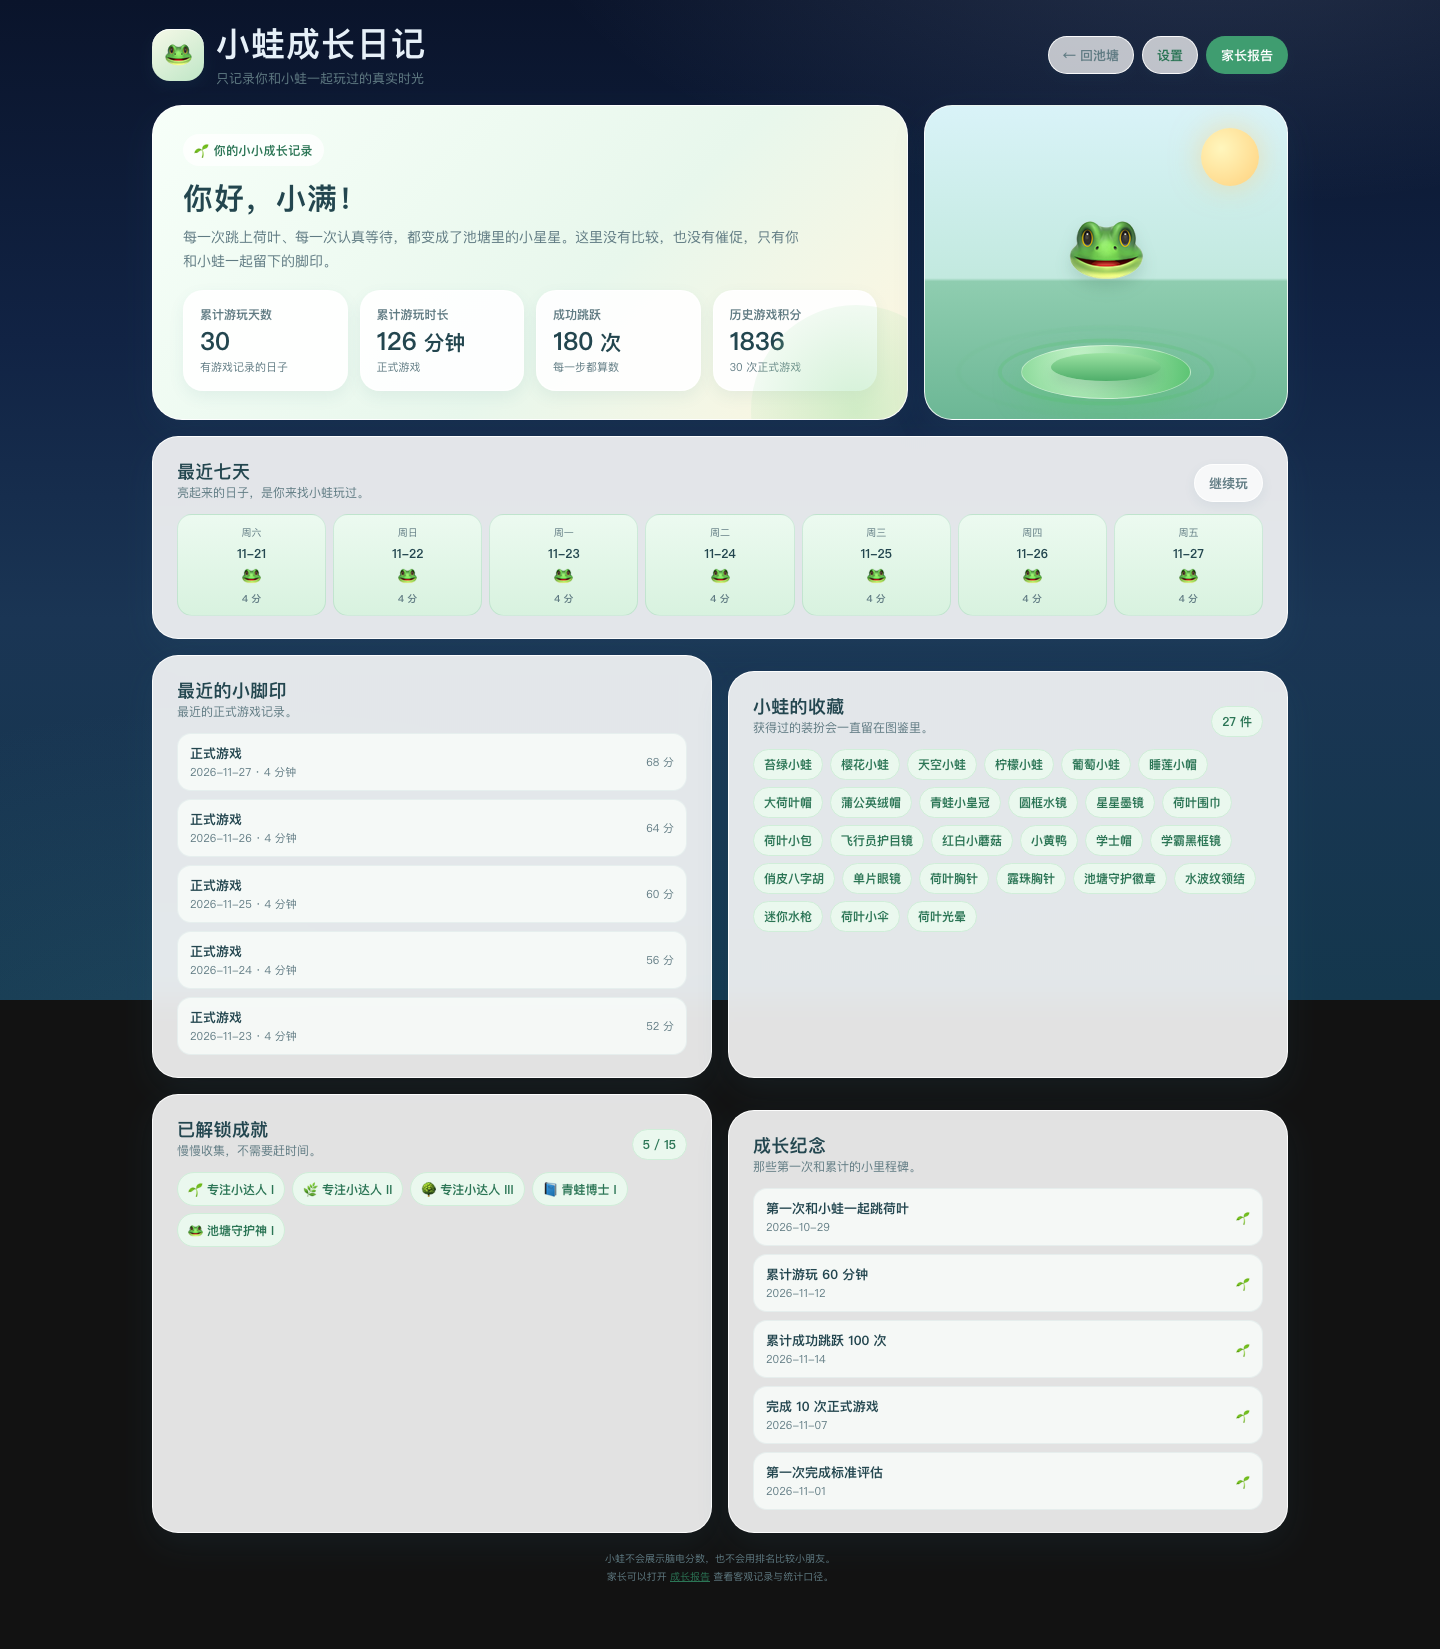 小蛙成长日记
只记录你和小蛙一起玩过的真实时光
← 回池塘
设置
家长报告
你的小小成长记录
你好，小满！
每一次跳上荷叶、每一次认真等待，都变成了池塘里的小星星。这里没有比较，也没有催促，只有你
和小蛙一起留下的脚印。
累计游玩天数
30
有游戏记录的日子
累计游玩时长
126 分钟
正式游戏
成功跳跃
180 次
每一步都算数
历史游戏积分
1836
30 次正式游戏
最近七天
亮起来的日子，是你来找小蛙玩过。
继续玩
周六
11-21
4 分
周日
11-22
4 分
周一
11-23
4 分
周二
11-24
4 分
周三
11-25
4 分
周四
11-26
4 分
周五
11-27
4 分
最近的小脚印
最近的正式游戏记录。
正式游戏
2026-11-27 · 4 分钟
68 分
正式游戏
2026-11-26 · 4 分钟
64 分
正式游戏
2026-11-25 · 4 分钟
60 分
正式游戏
2026-11-24 · 4 分钟
56 分
正式游戏
2026-11-23 · 4 分钟
52 分
小蛙的收藏
获得过的装扮会一直留在图鉴里。
27 件
苔绿小蛙 樱花小蛙 天空小蛙 柠檬小蛙 葡萄小蛙 睡莲小帽
大荷叶帽 蒲公英绒帽 青蛙小皇冠 圆框水镜 星星墨镜 荷叶围巾
荷叶小包 飞行员护目镜 红白小蘑菇 小黄鸭 学士帽 学霸黑框镜
俏皮八字胡 单片眼镜 荷叶胸针 露珠胸针 池塘守护徽章 水波纹领结
迷你水枪 荷叶小伞 荷叶光晕
已解锁成就
慢慢收集，不需要赶时间。
5 / 15
专注小达人 I 专注小达人 II 专注小达人 III 青蛙博士 I
池塘守护神 I
成长纪念
那些第一次和累计的小里程碑。
第一次和小蛙一起跳荷叶
2026-10-29
累计游玩 60 分钟
2026-11-12
累计成功跳跃 100 次
2026-11-14
完成 10 次正式游戏
2026-11-07
第一次完成标准评估
2026-11-01
小蛙不会展示脑电分数，也不会用排名比较小朋友。
家长可以打开 成长报告 查看客观记录与统计口径。